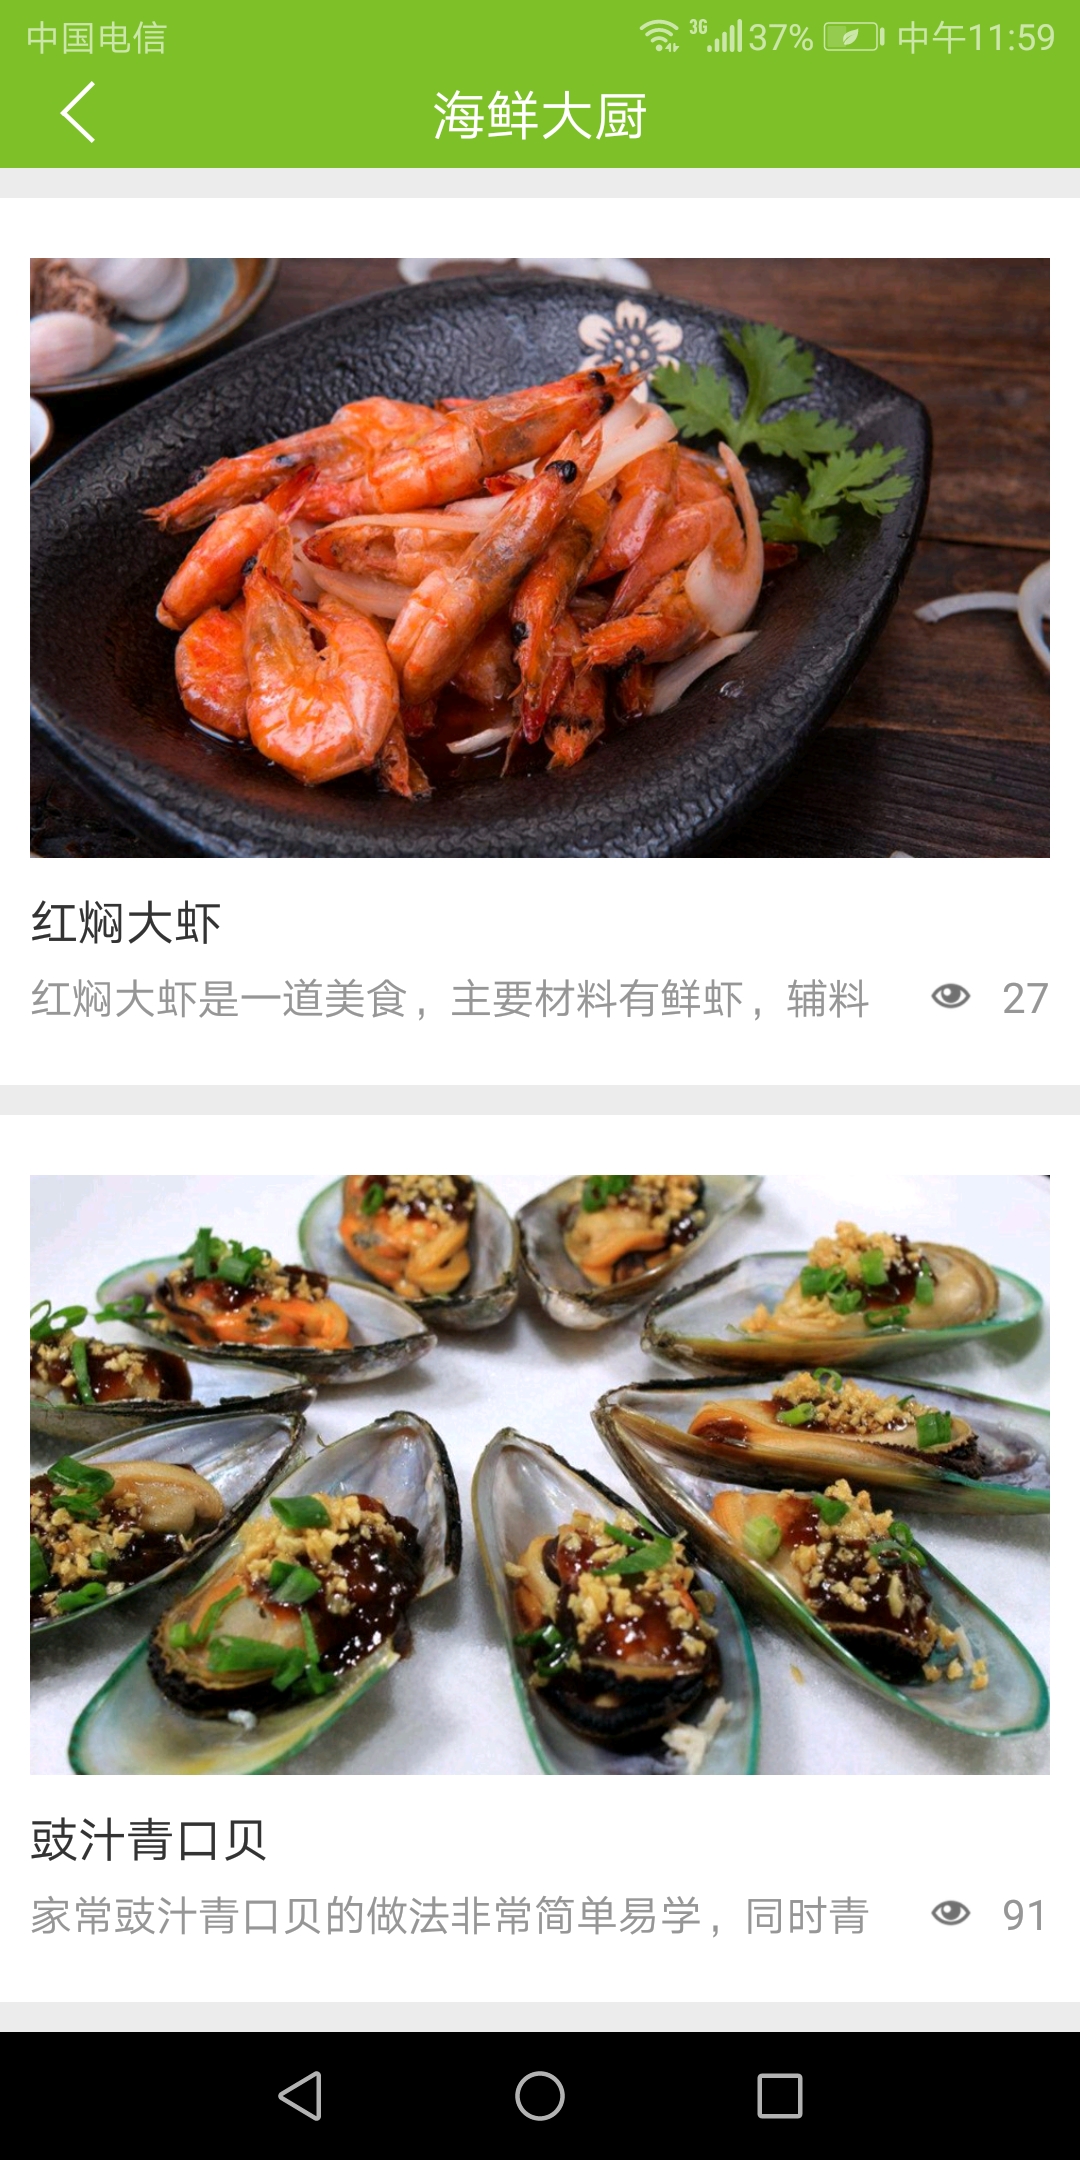 中国电信 3G 37% 中午11:59
海鲜大厨
红焖大虾
红焖大虾是一道美食，主要材料有鲜虾，辅料 27
豉汁青口贝
家常豉汁青口贝的做法非常简单易学，同时青 91